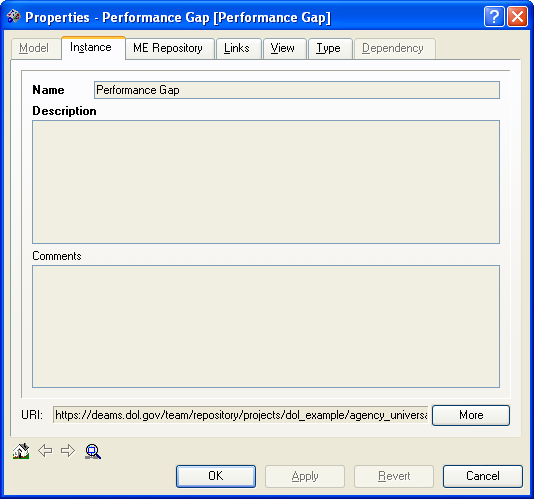 Properties - Performance Gap [Performance Gap]
Model Instance ME Repository Links View Type Dependency
Name Performance Gap
Description
Comments
URI: https://deams.dol.gov/team/repository/projects/dol_example/agency_universa More
OK Apply Revert Cancel